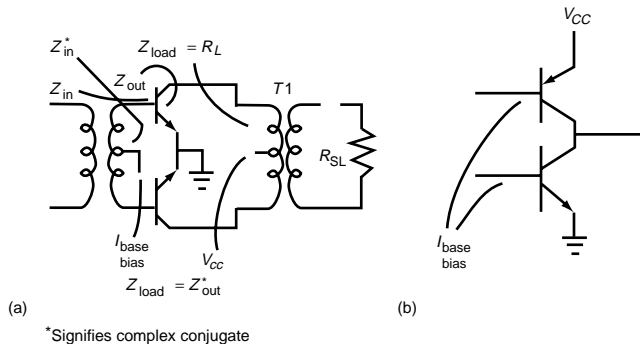 Z*in
Zin
Zout
Zload = RL
T1
RSL
Ibase
bias
VCC
Zload = Z*out
(a)
*Signifies complex conjugate
VCC
Ibase
bias
(b)